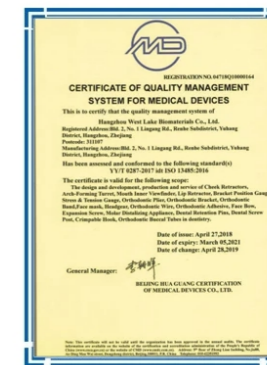 REGISTRATION NO. 04718Q10000164
CERTIFICATE OF QUALITY MANAGEMENT
SYSTEM FOR MEDICAL DEVICES
This is to certify that the quality management system of
Hangzhou West Lake Biomaterials Co., Ltd.
Registered Address:Bld. 2, No. 1 Lingang Rd., Renhe Subdistrict, Yuhang
District, Hangzhou, Zhejiang
Postcode: 311107
Manufacturing Address:Bld. 2, No. 1 Lingang Rd., Renhe Subdistrict, Yuhang
District, Hangzhou, Zhejiang
Has been assessed and conformed to the following standard(s)
YY/T 0287-2017 idt ISO 13485:2016
The certificate is valid for the following scope:
The design and development, production and service of Cheek Retractors,
Arch-Forming Turret, Mouth Inner Viewfinder, Lip Retractor, Bracket Position Gauge,
Stress & Tension Gauge, Orthodontic Plier, Orthodontic Bracket, Orthodontic
Band,Face mask, Headgear, Orthodontic Wire, Orthodontic Adhesive, Face Bow,
Expansion Screw, Molar Distalizing Appliance, Dental Retention Pins, Dental Screw
Post, Crimpable Hook, Orthodontic Buccal Tubes in dentistry.
Date of issue: April 27,2018
Date of expiry: March 05,2021
Date of change: April 28,2019
General Manager:
BEIJING HUA GUANG CERTIFICATION
OF MEDICAL DEVICES CO., LTD.